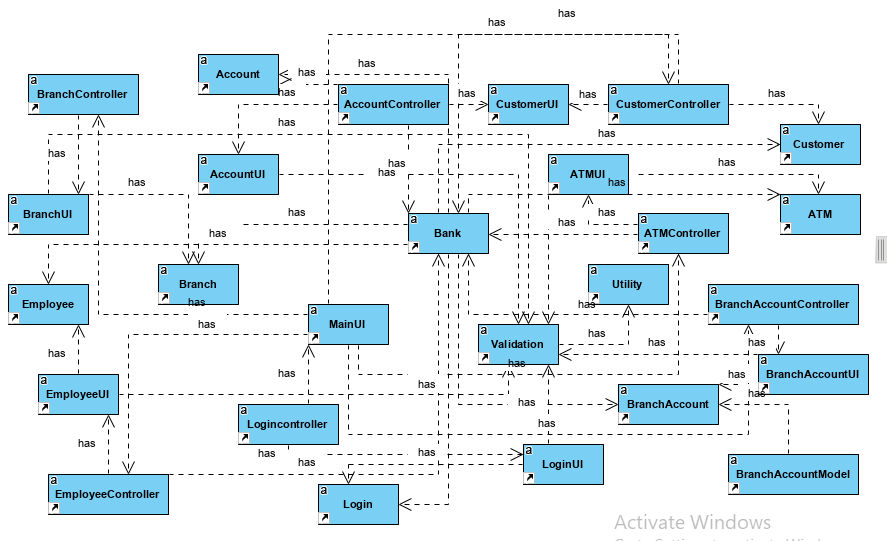 has
has
has
a
Account
has
a
BranchController
has
a
AccountController
has
a
CustomerUI
has
a
CustomerController
has
has
has
a
Customer
has
has
has
a
AccountUI
has
a
ATMUI
has
has
has
a
BranchUI
has
a
Bank
has
has
a
ATMController
a
ATM
a
Branch
has
a
Utility
has
a
Employee
a
BranchAccountController
has
a
MainUI
a
Validation
has
has
has
has
has
a
BranchAccountUI
has
a
EmployeeUI
has
has
has
a
BranchAccount
has
has
a
Logincontroller
has
has
has
has
has
a
LoginUI
a
BranchAccountModel
a
EmployeeController
a
Login
Activate Windows